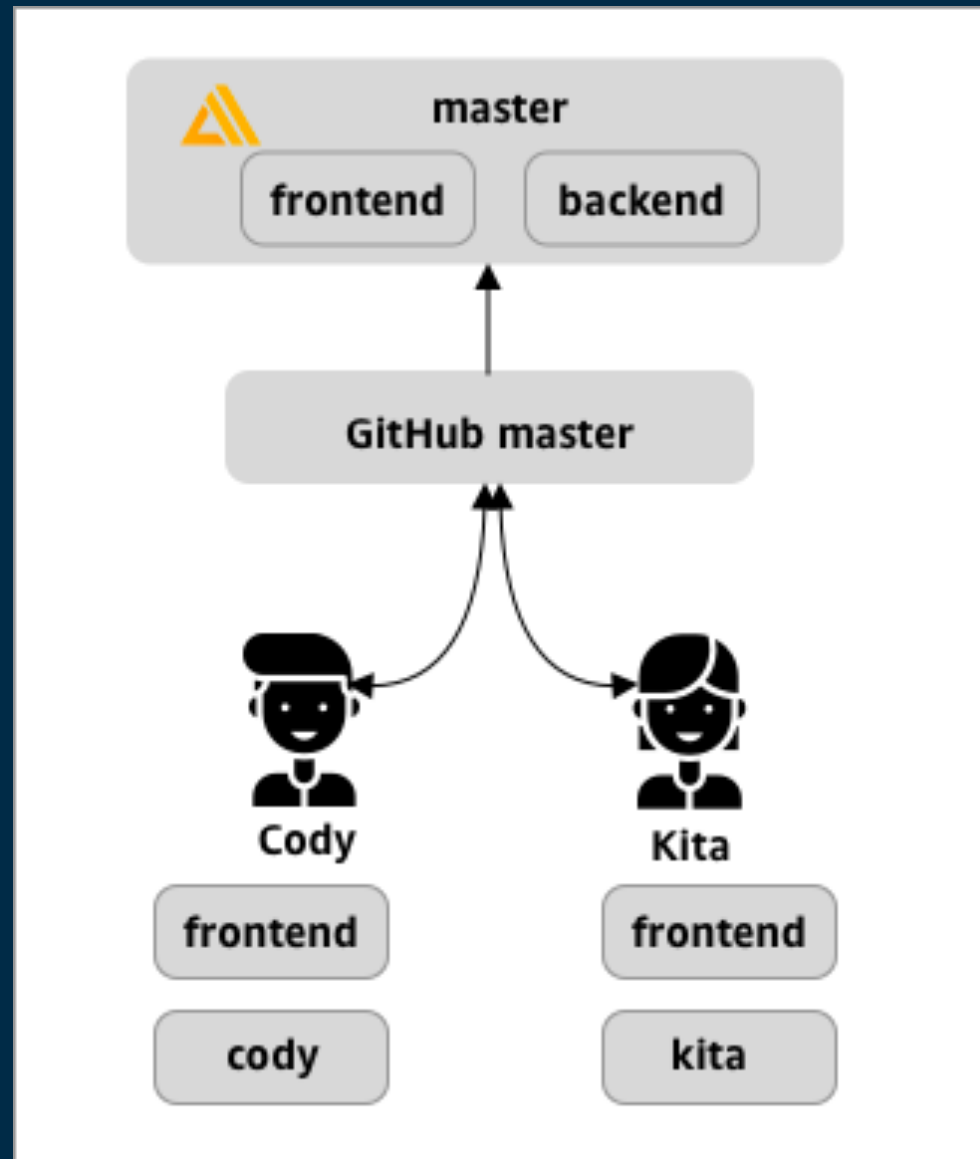 master
frontend backend
GitHub master
Cody Kita
frontend frontend
cody kita